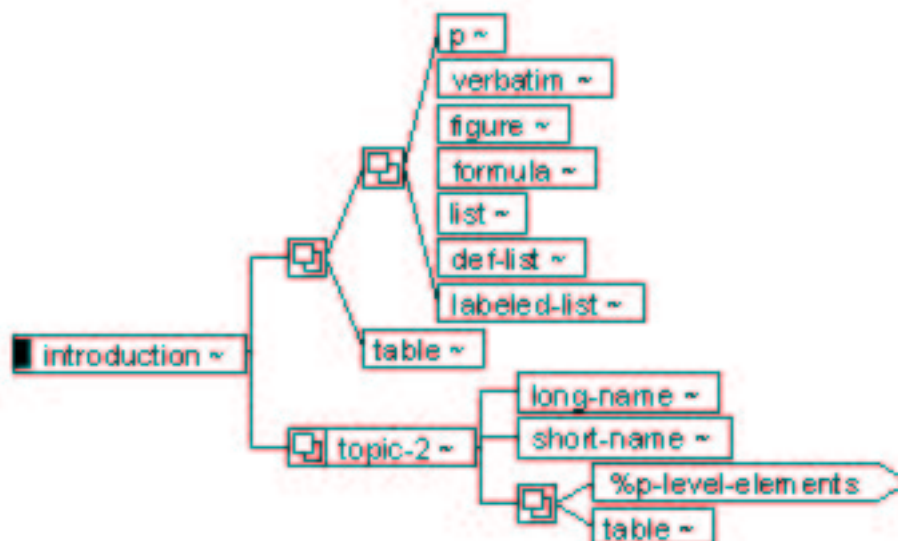 p ~
verbatim ~
figure ~
formula ~
list ~
def-list ~
labeled-list ~
table ~
introduction ~
long-name ~
topic-2 ~
short-name ~
%p-level-elements
table ~